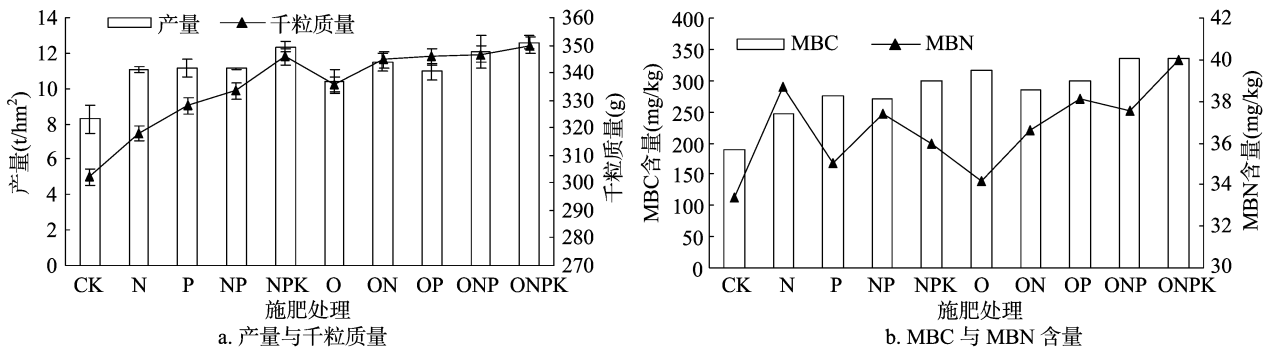 14
12
10
8
6
4
2
0
产量(t/hm²)
产量
千粒质量
360
350
340
330
320
310
300
290
280
270
千粒质量(g)
CK N P NP NPK O ON OP ONP ONPK
施肥处理
a. 产量与千粒质量
400
350
300
250
200
150
100
50
0
MBC含量(mg/kg)
MBC
MBN
42
40
38
36
34
32
30
MBN含量(mg/kg)
CK N P NP NPK O ON OP ONP ONPK
施肥处理
b. MBC 与 MBN 含量